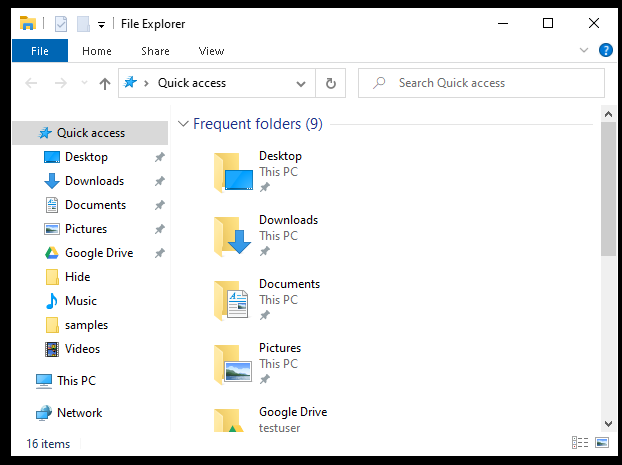 File Explorer
File Home Share View
Quick access
Search Quick access
Quick access
Desktop
Downloads
Documents
Pictures
Google Drive
Hide
Music
samples
Videos
This PC
Network
Frequent folders (9)
Desktop
This PC
Downloads
This PC
Documents
This PC
Pictures
This PC
Google Drive
testuser
16 items